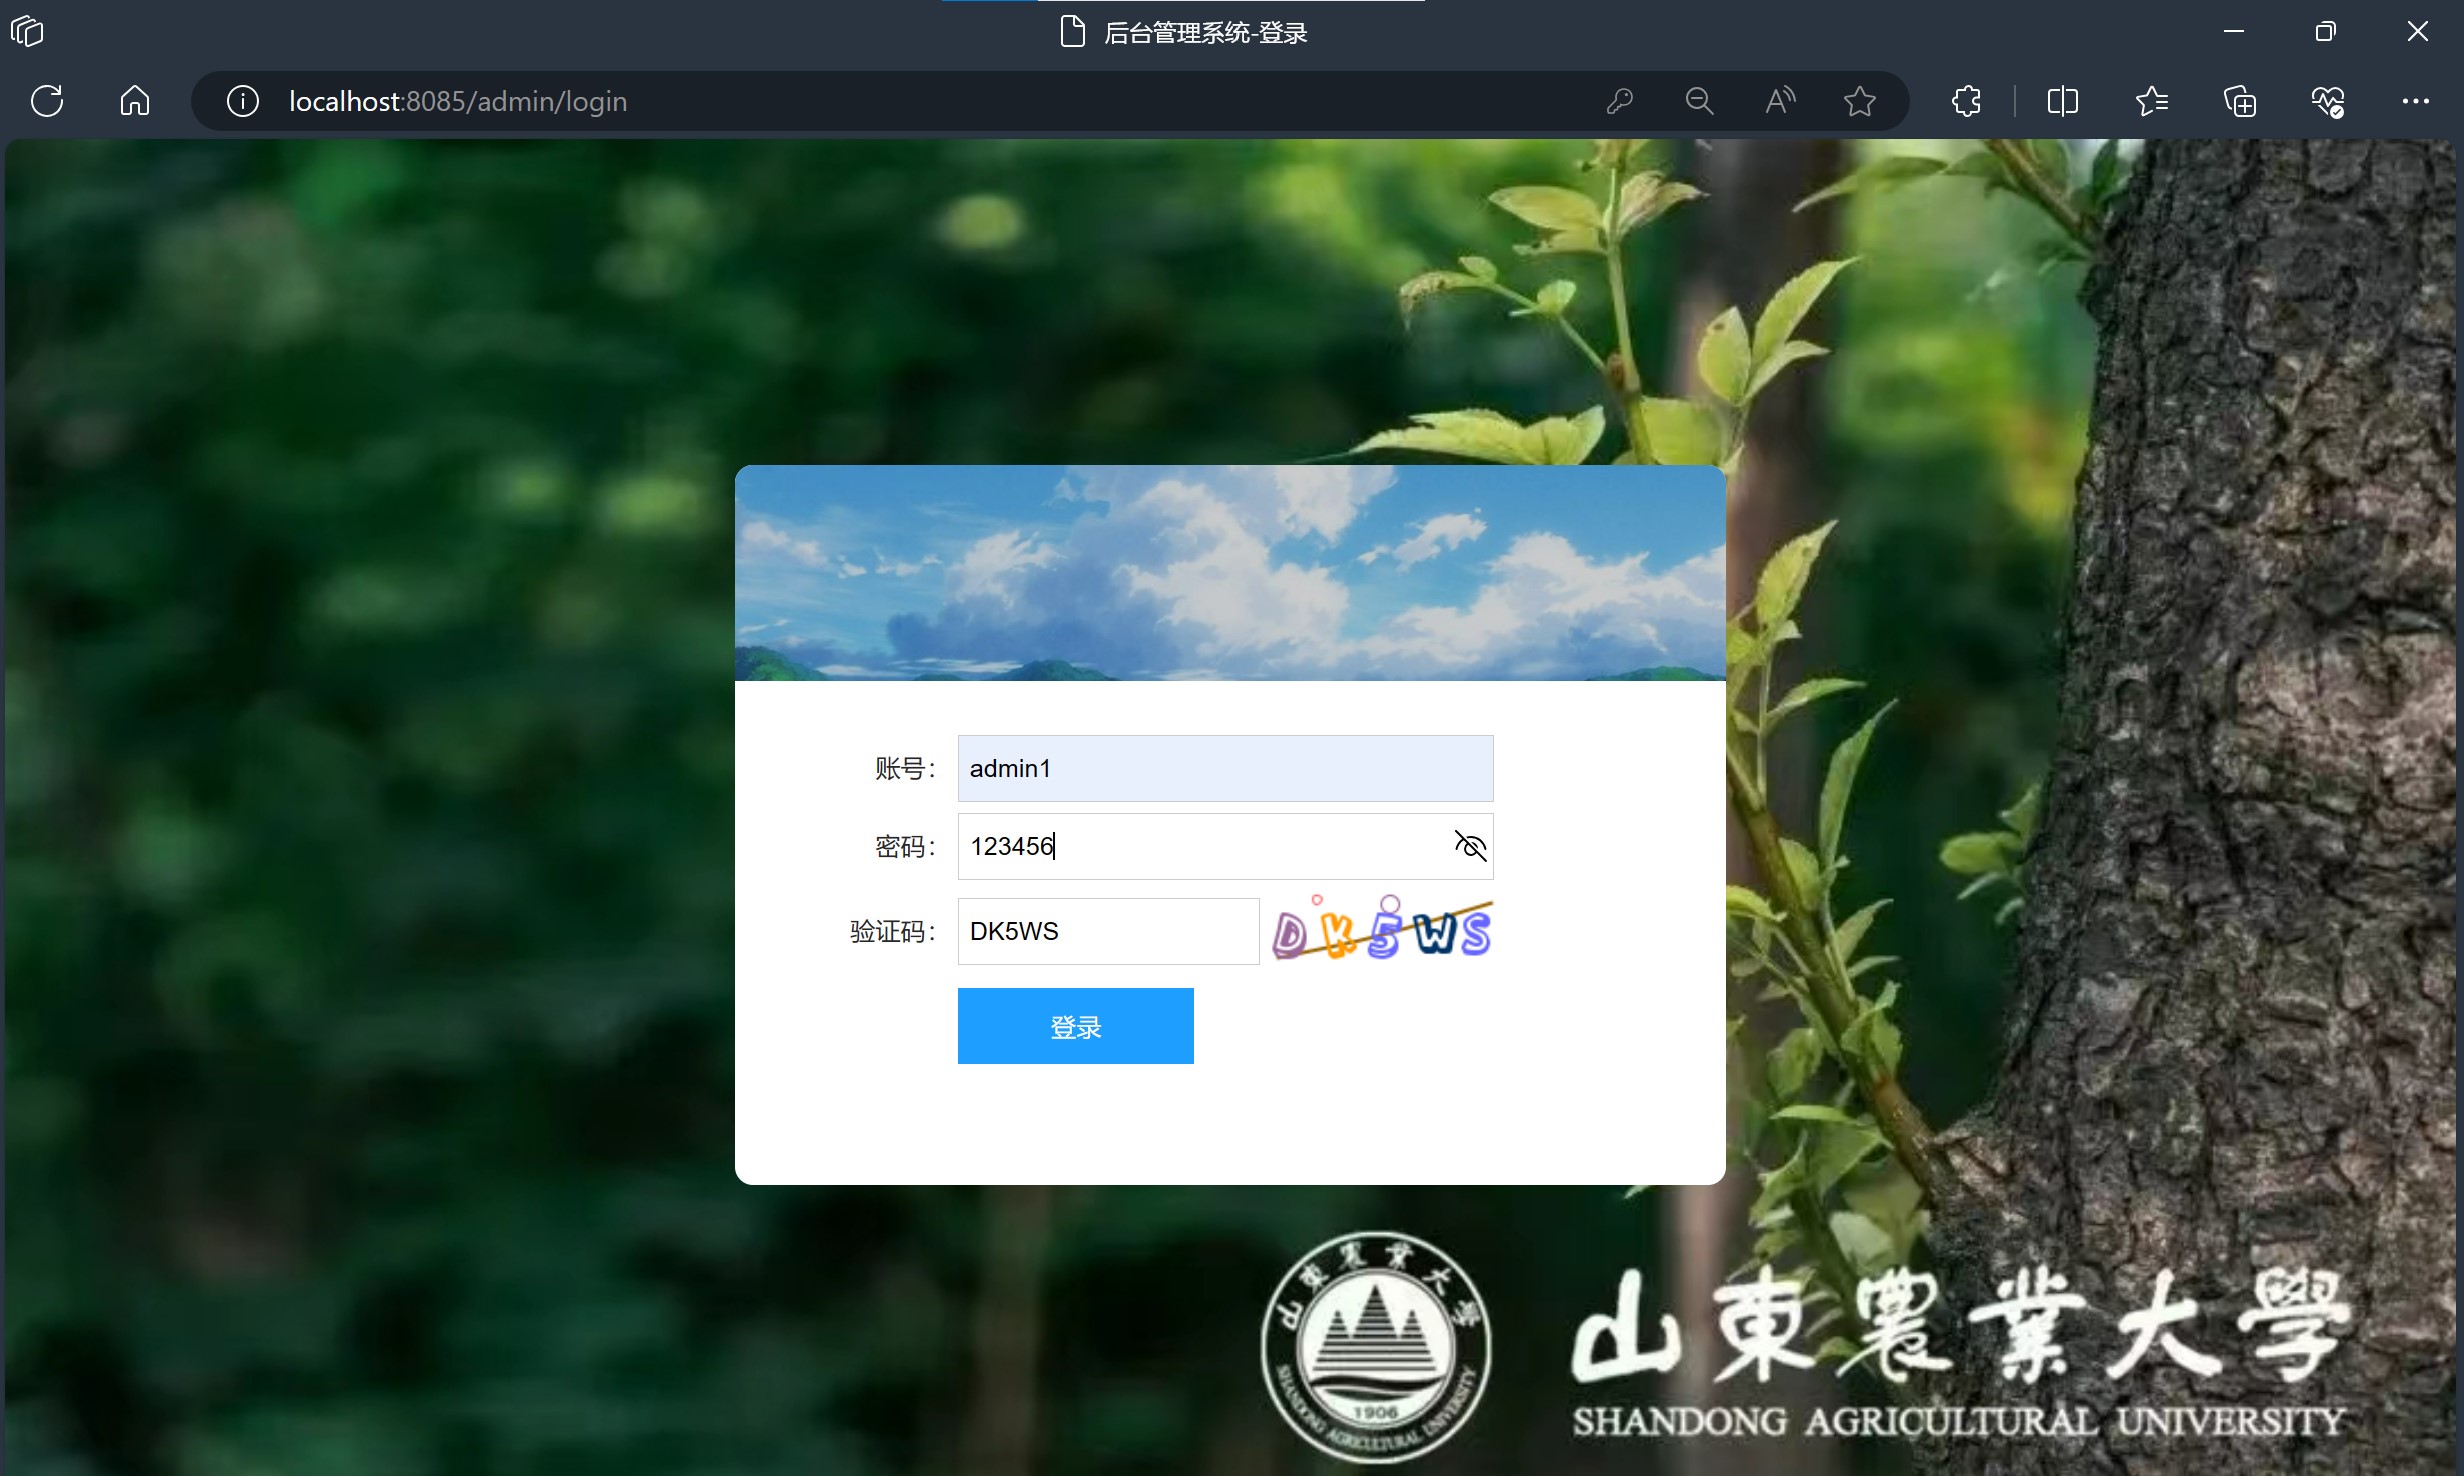 后台管理系统-登录
localhost:8085/admin/login
账号：
admin1
密码：
123456
验证码：
DK5WS
DK5WS
登录
山東農業大學
SHANDONG AGRICULTURAL UNIVERSITY
1906
山東農業大學
SHANDONG AGRICULTURAL UNIVERSITY